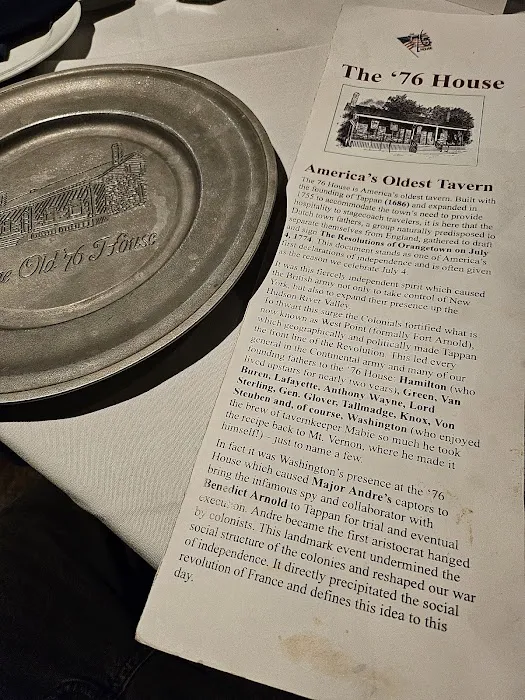 The '76 House
America's Oldest Tavern
The 76 House is America's oldest tavern. Built with
the founding of Tappan (1686) and expanded in
1755 to accommodate the town's need to provide
hospitality to stagecoach travelers, it is here that the
Dutch town fathers, a group naturally predisposed to
separate themselves from England, gathered to draft
and sign The Resolutions of Orangetown on July
4, 1774. This document stands as one of America's
first declarations of independence and is often given
as the reason we celebrate July 4.
It was this fiercely independent spirit which caused
the British army not only to take control of New
York, but also to expand their presence up the
Hudson River Valley.
To thwart this surge the Colonials fortified what is
now known as West Point (formally Fort Arnold),
which geographically and politically made Tappan
the front line of the Revolution. This led every
general in the Continental army and many of our
founding fathers to the '76 House: Hamilton (who
lived upstairs for nearly two years), Green, Van
Buren, Lafayette, Anthony Wayne, Lord
Sterling, Gen. Glover, Tallmadge, Knox, Von
Steuben and, of course, Washington (who enjoyed
the brew of tavernkeeper Mabie so much he took
the recipe back to Mt. Vernon, where he made it
himself!) – just to name a few.
In fact it was Washington's presence at the '76
House which caused Major Andre's captors to
bring the infamous spy and collaborator with
Benedict Arnold to Tappan for trial and eventual
execution. Andre became the first aristocrat hanged
by colonists. This landmark event undermined the
social structure of the colonies and reshaped our war
of independence. It directly precipitated the social
revolution of France and defines this idea to this
day.
Old '76 House